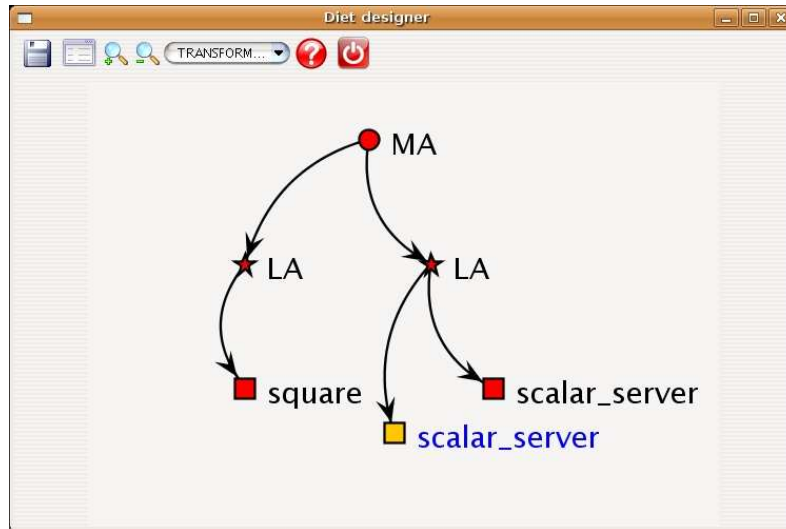 Diet designer
TRANSFORM...
?
MA
LA
LA
square
scalar_server
scalar_server